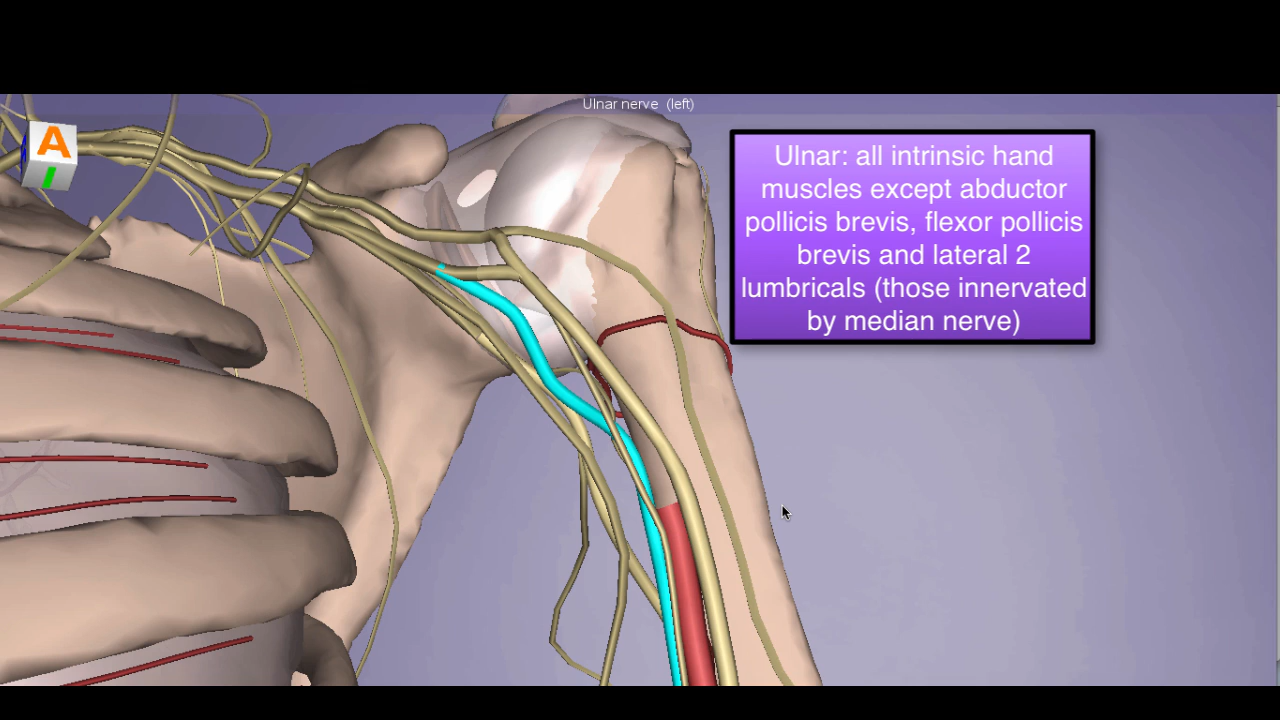 Ulnar nerve (left)
A
Ulnar: all intrinsic hand
muscles except abductor
pollicis brevis, flexor pollicis
brevis and lateral 2
lumbricals (those innervated
by median nerve)